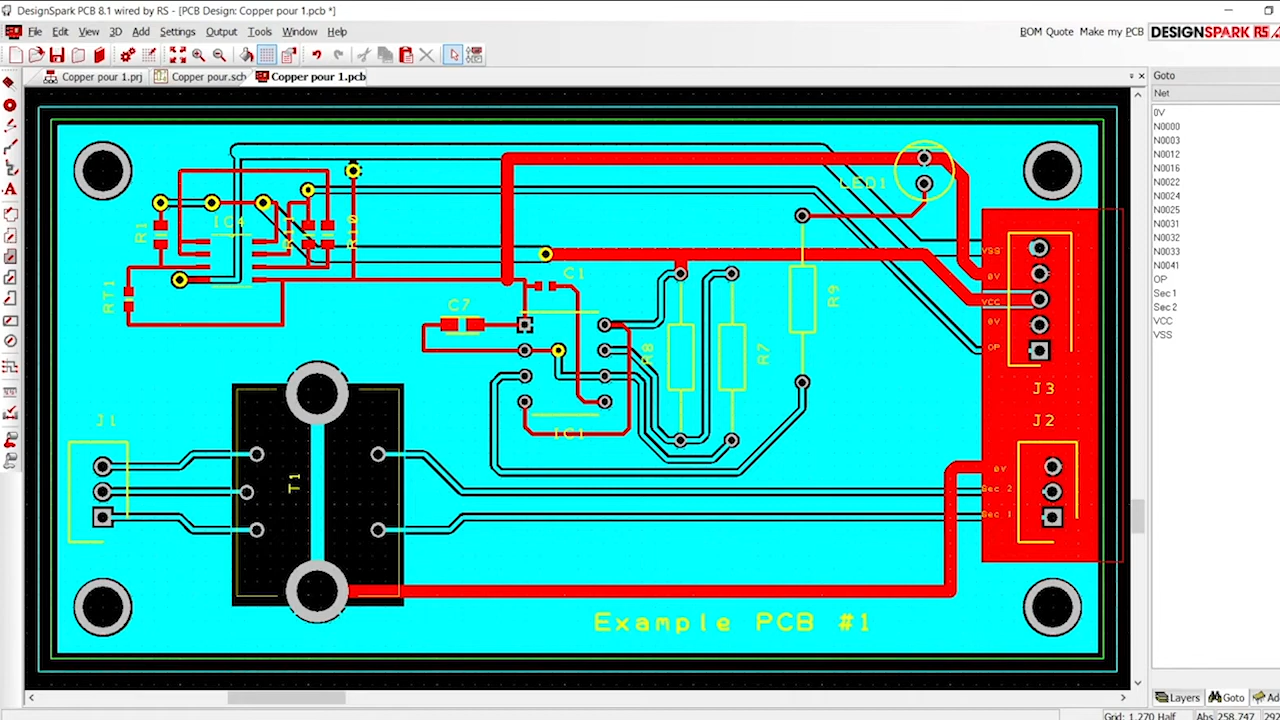 DesignSpark PCB 8.1 wired by RS - [PCB Design: Copper pour 1.pcb *]
File Edit View 3D Add Settings Output Tools Window Help
BOM Quote Make my PCB DESIGNSPARK RS
Copper pour 1.prj Copper pour.sch Copper pour 1.pcb
Goto
Net
0V
N0000
N0003
N0012
N0016
N0022
N0024
N0025
N0031
N0032
N0033
N0041
OP
Sec 1
Sec 2
VCC
VSS
LED1
R1
IC4
RT1
C1
C7
R9
R8
R7
IC1
VSS
0V
VCC
0V
OP
J3
J2
J1
T1
0V
Sec 2
Sec 1
Example PCB #1
Layers Goto
Grid: 1.270 Half Abs 258.747